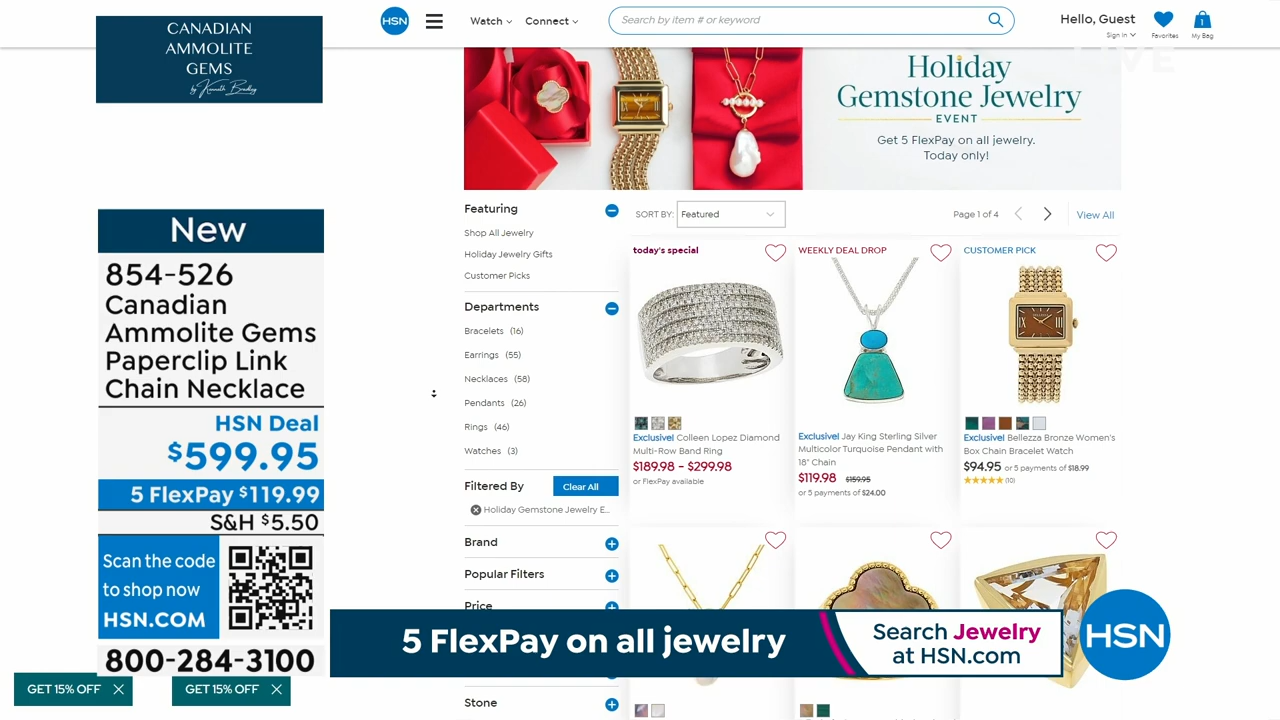 CANADIAN
AMMOLITE
GEMS
by Kenneth Bradley
HSN
Watch
Connect
Search by item # or keyword
Hello, Guest
Sign In
Favorites
1
My Bag
LIVE
Holiday
Gemstone Jewelry
EVENT
Get 5 FlexPay on all jewelry.
Today only!
New
854-526
Canadian
Ammolite Gems
Paperclip Link
Chain Necklace
HSN Deal
$599.95
5 FlexPay $119.99
S&H $5.50
Scan the code
to shop now
HSN.COM
800-284-3100
GET 15% OFF
GET 15% OFF
Featuring
Shop All Jewelry
Holiday Jewelry Gifts
Customer Picks
Departments
Bracelets (16)
Earrings (55)
Necklaces (58)
Pendants (26)
Rings (46)
Watches (3)
Filtered By
Clear All
Holiday Gemstone Jewelry E...
Brand
Popular Filters
Price
Stone
SORT BY:
Featured
Page 1 of 4
View All
today's special
Exclusive! Colleen Lopez Diamond
Multi-Row Band Ring
$189.98 - $299.98
or FlexPay available
WEEKLY DEAL DROP
Exclusive! Jay King Sterling Silver
Multicolor Turquoise Pendant with
18" Chain
$119.98 $159.95
or 5 payments of $24.00
CUSTOMER PICK
Exclusive! Bellezza Bronze Women's
Box Chain Bracelet Watch
$94.95 or 5 payments of $18.99
(10)
5 FlexPay on all jewelry
Search Jewelry
at HSN.com
HSN